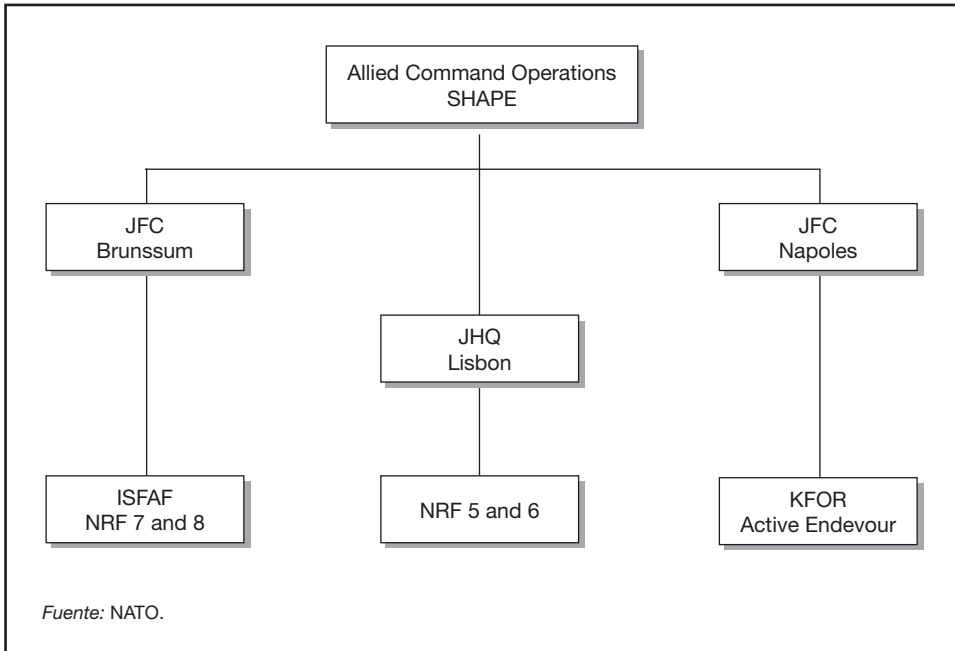 Allied Command Operations
SHAPE
JFC
Brunssum
JFC
Napoles
JHQ
Lisbon
ISFAF
NRF 7 and 8
NRF 5 and 6
KFOR
Active Endevour
Fuente: NATO.